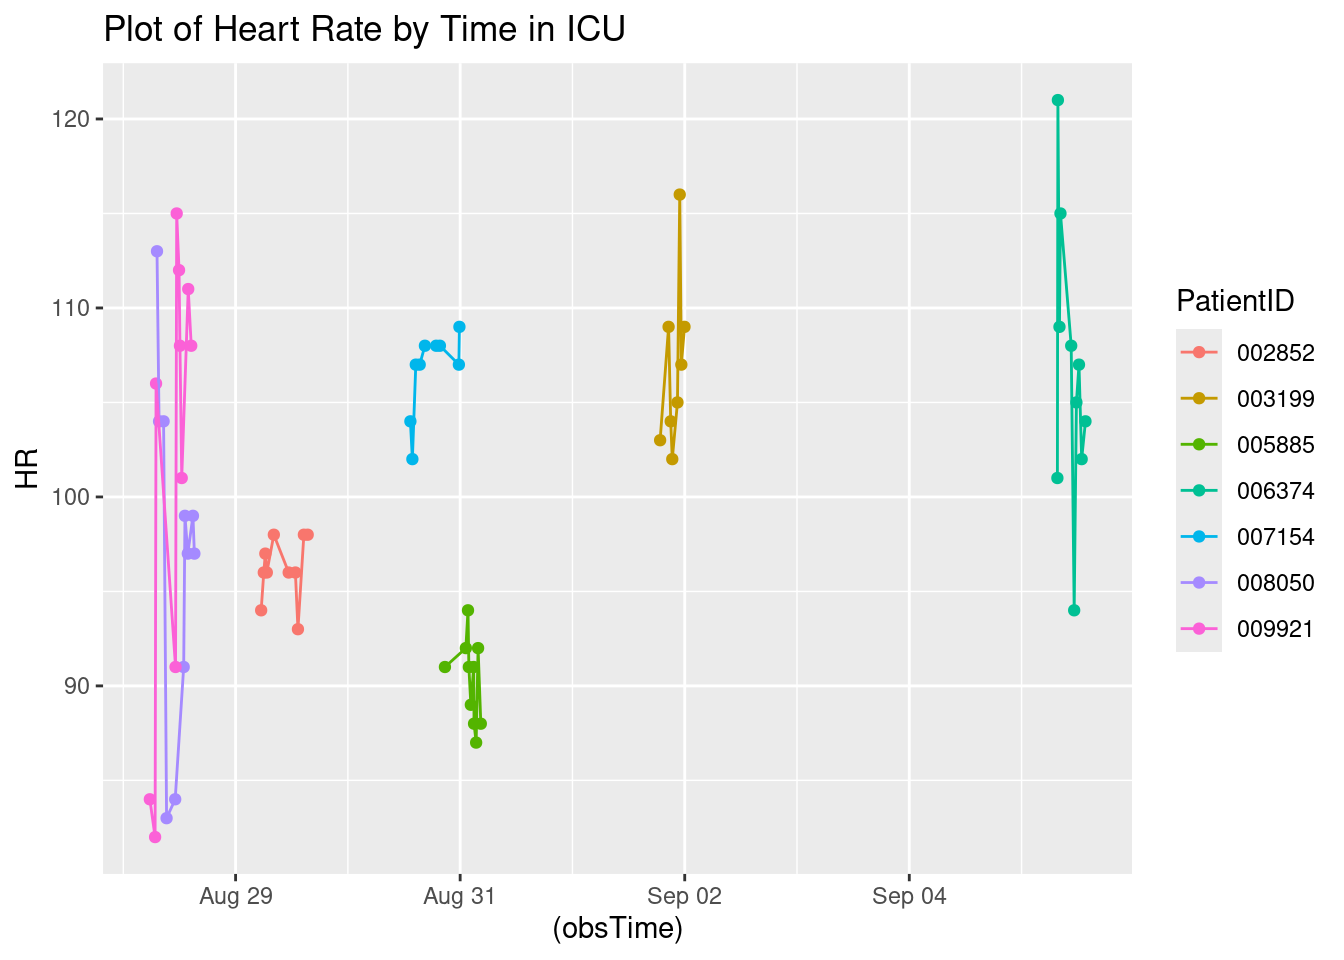 Plot of Heart Rate by Time in ICU
120
110
100
90
HR
Aug 29
Aug 31
Sep 02
Sep 04
(obsTime)
PatientID
002852
003199
005885
006374
007154
008050
009921